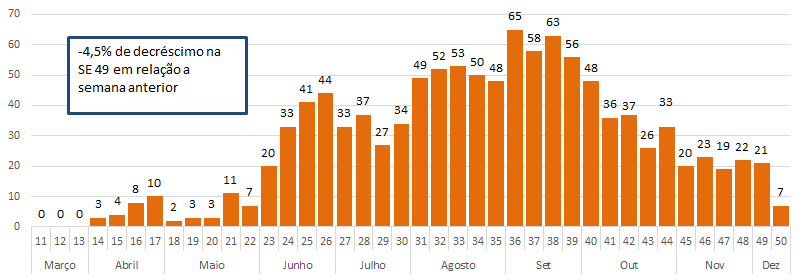 70
60
50
40
30
20
10
0
-4,5% de decréscimo na
SE 49 em relação a
semana anterior
0 0 0 3 4 8 10 2 3 3 11 7 20 33 41 44 33 37 27 34 49 52 53 50 48 65 58 63 56 48 36 37 26 33 20 23 19 22 21 7
11 12 13 14 15 16 17 18 19 20 21 22 23 24 25 26 27 28 29 30 31 32 33 34 35 36 37 38 39 40 41 42 43 44 45 46 47 48 49 50
Março Abril Maio Junho Julho Agosto Set Out Nov Dez